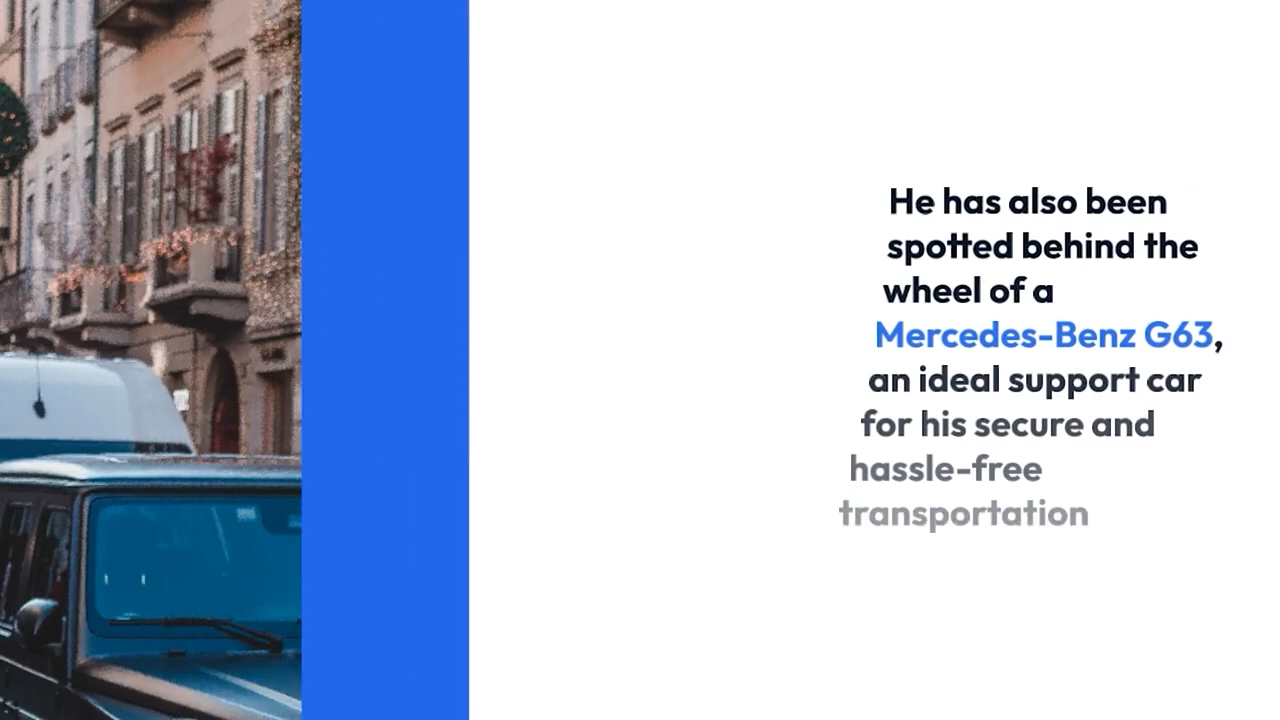 He has also been
spotted behind the
wheel of a
Mercedes-Benz G63,
an ideal support car
for his secure and
hassle-free
transportation